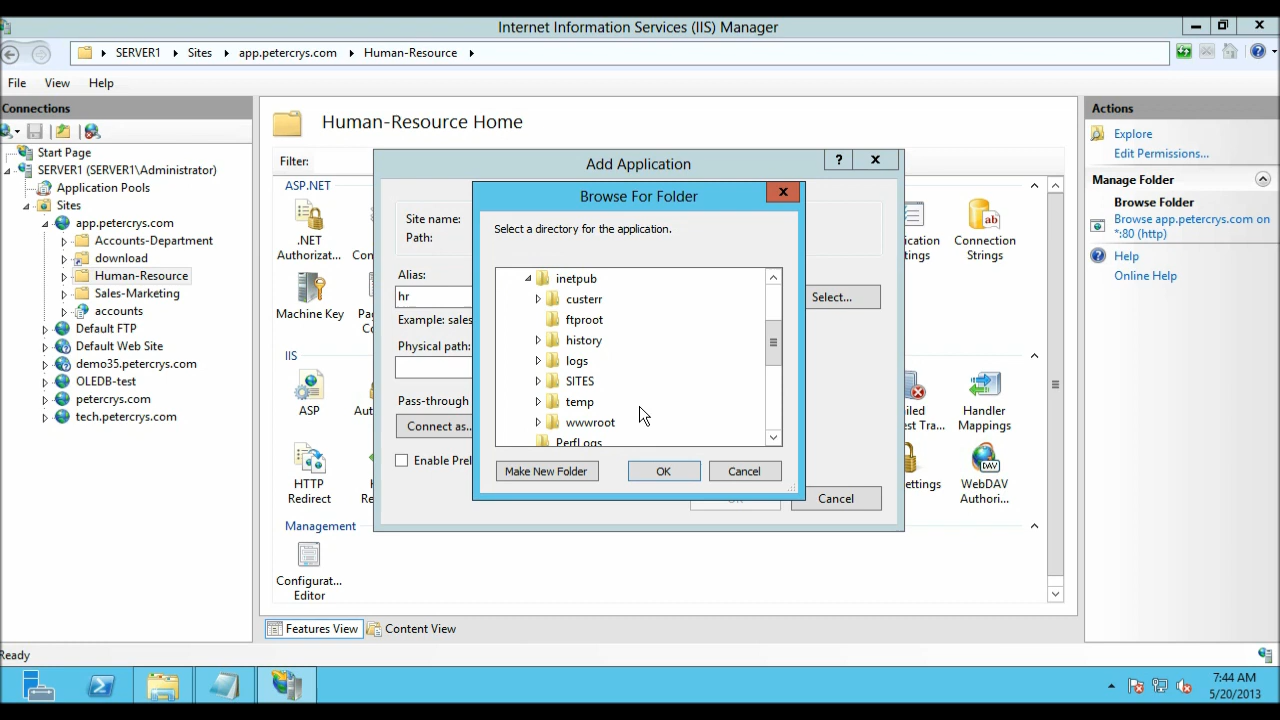 Internet Information Services (IIS) Manager
SERVER1 Sites app.petercrys.com Human-Resource
File View Help
Connections
Start Page
SERVER1 (SERVER1\Administrator)
Application Pools
Sites
app.petercrys.com
Accounts-Department
download
Human-Resource
Sales-Marketing
accounts
Default FTP
Default Web Site
demo35.petercrys.com
OLEDB-test
petercrys.com
tech.petercrys.com
Human-Resource Home
Filter:
ASP.NET
.NET
Authorizat...
Machine Key
IIS
ASP
HTTP
Redirect
Management
Configurat...
Editor
Connection
Strings
Handler
Mappings
WebDAV
Authori...
Features View Content View
Add Application
?
Site name:
Path:
Alias:
hr
Select...
Example: sales
Physical path:
Pass-through
Connect as...
Cancel
Browse For Folder
Select a directory for the application.
inetpub
custerr
ftproot
history
logs
SITES
temp
wwwroot
PerfLogs
Make New Folder OK Cancel
Actions
Explore
Edit Permissions...
Manage Folder
Browse Folder
Browse app.petercrys.com on
*:80 (http)
Help
Online Help
7:44 AM
5/20/2013